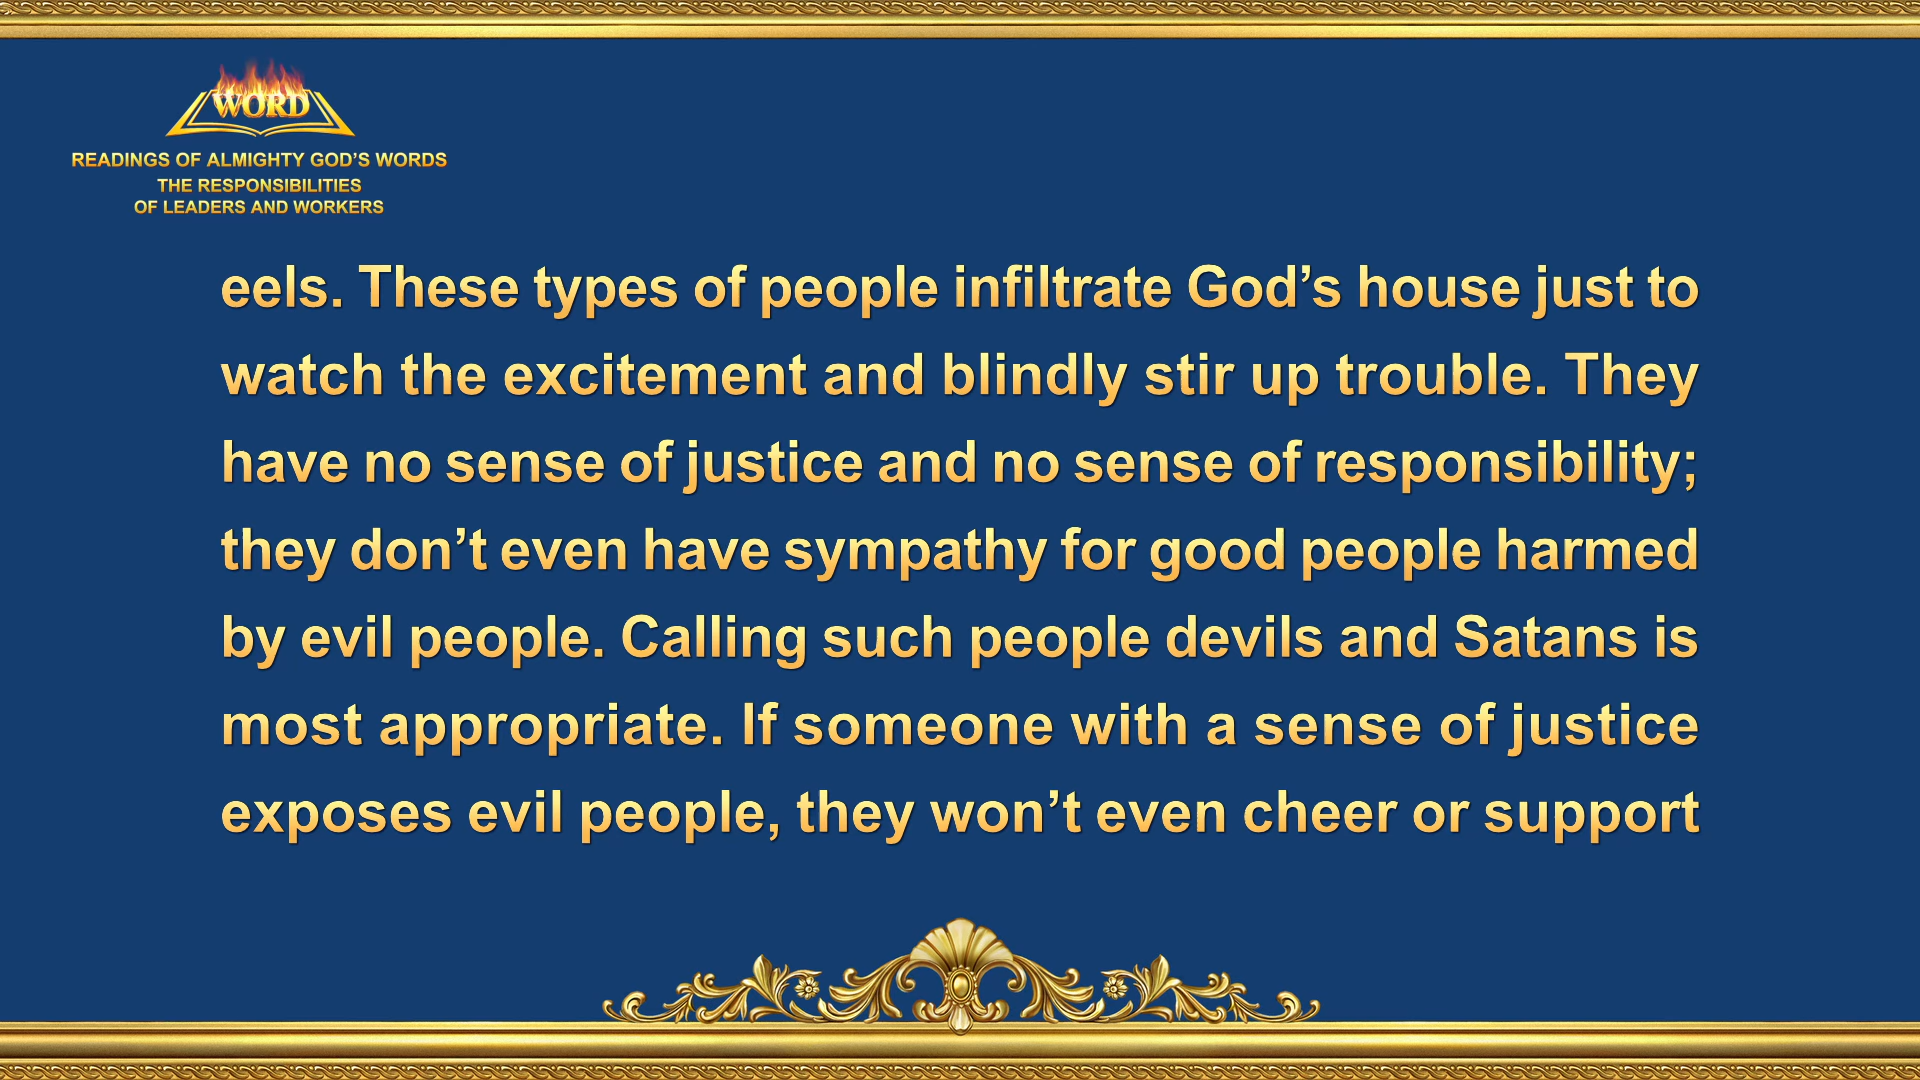 WORD
READINGS OF ALMIGHTY GOD’S WORDS
THE RESPONSIBILITIES
OF LEADERS AND WORKERS
eels. These types of people infiltrate God’s house just to
watch the excitement and blindly stir up trouble. They
have no sense of justice and no sense of responsibility;
they don’t even have sympathy for good people harmed
by evil people. Calling such people devils and Satans is
most appropriate. If someone with a sense of justice
exposes evil people, they won’t even cheer or support